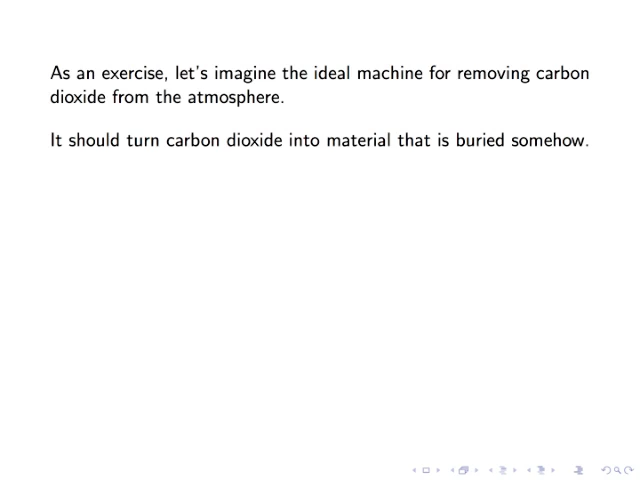 As an exercise, let's imagine the ideal machine for removing carbon
dioxide from the atmosphere.
It should turn carbon dioxide into material that is buried somehow.